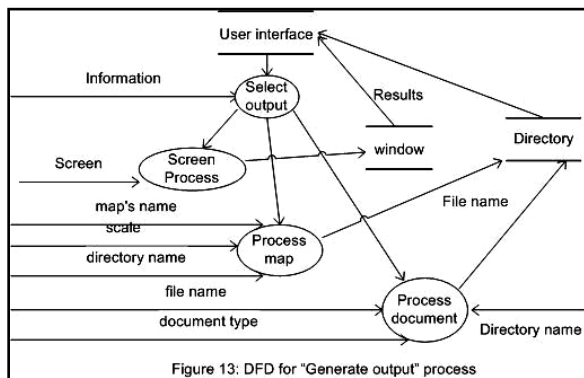 User interface
Information
Select
output
Results
Screen
Process
window
Directory
Screen
map's name
scale
File name
directory name
Process
map
file name
Process
document
document type
Directory name
Figure 13: DFD for "Generate output" process